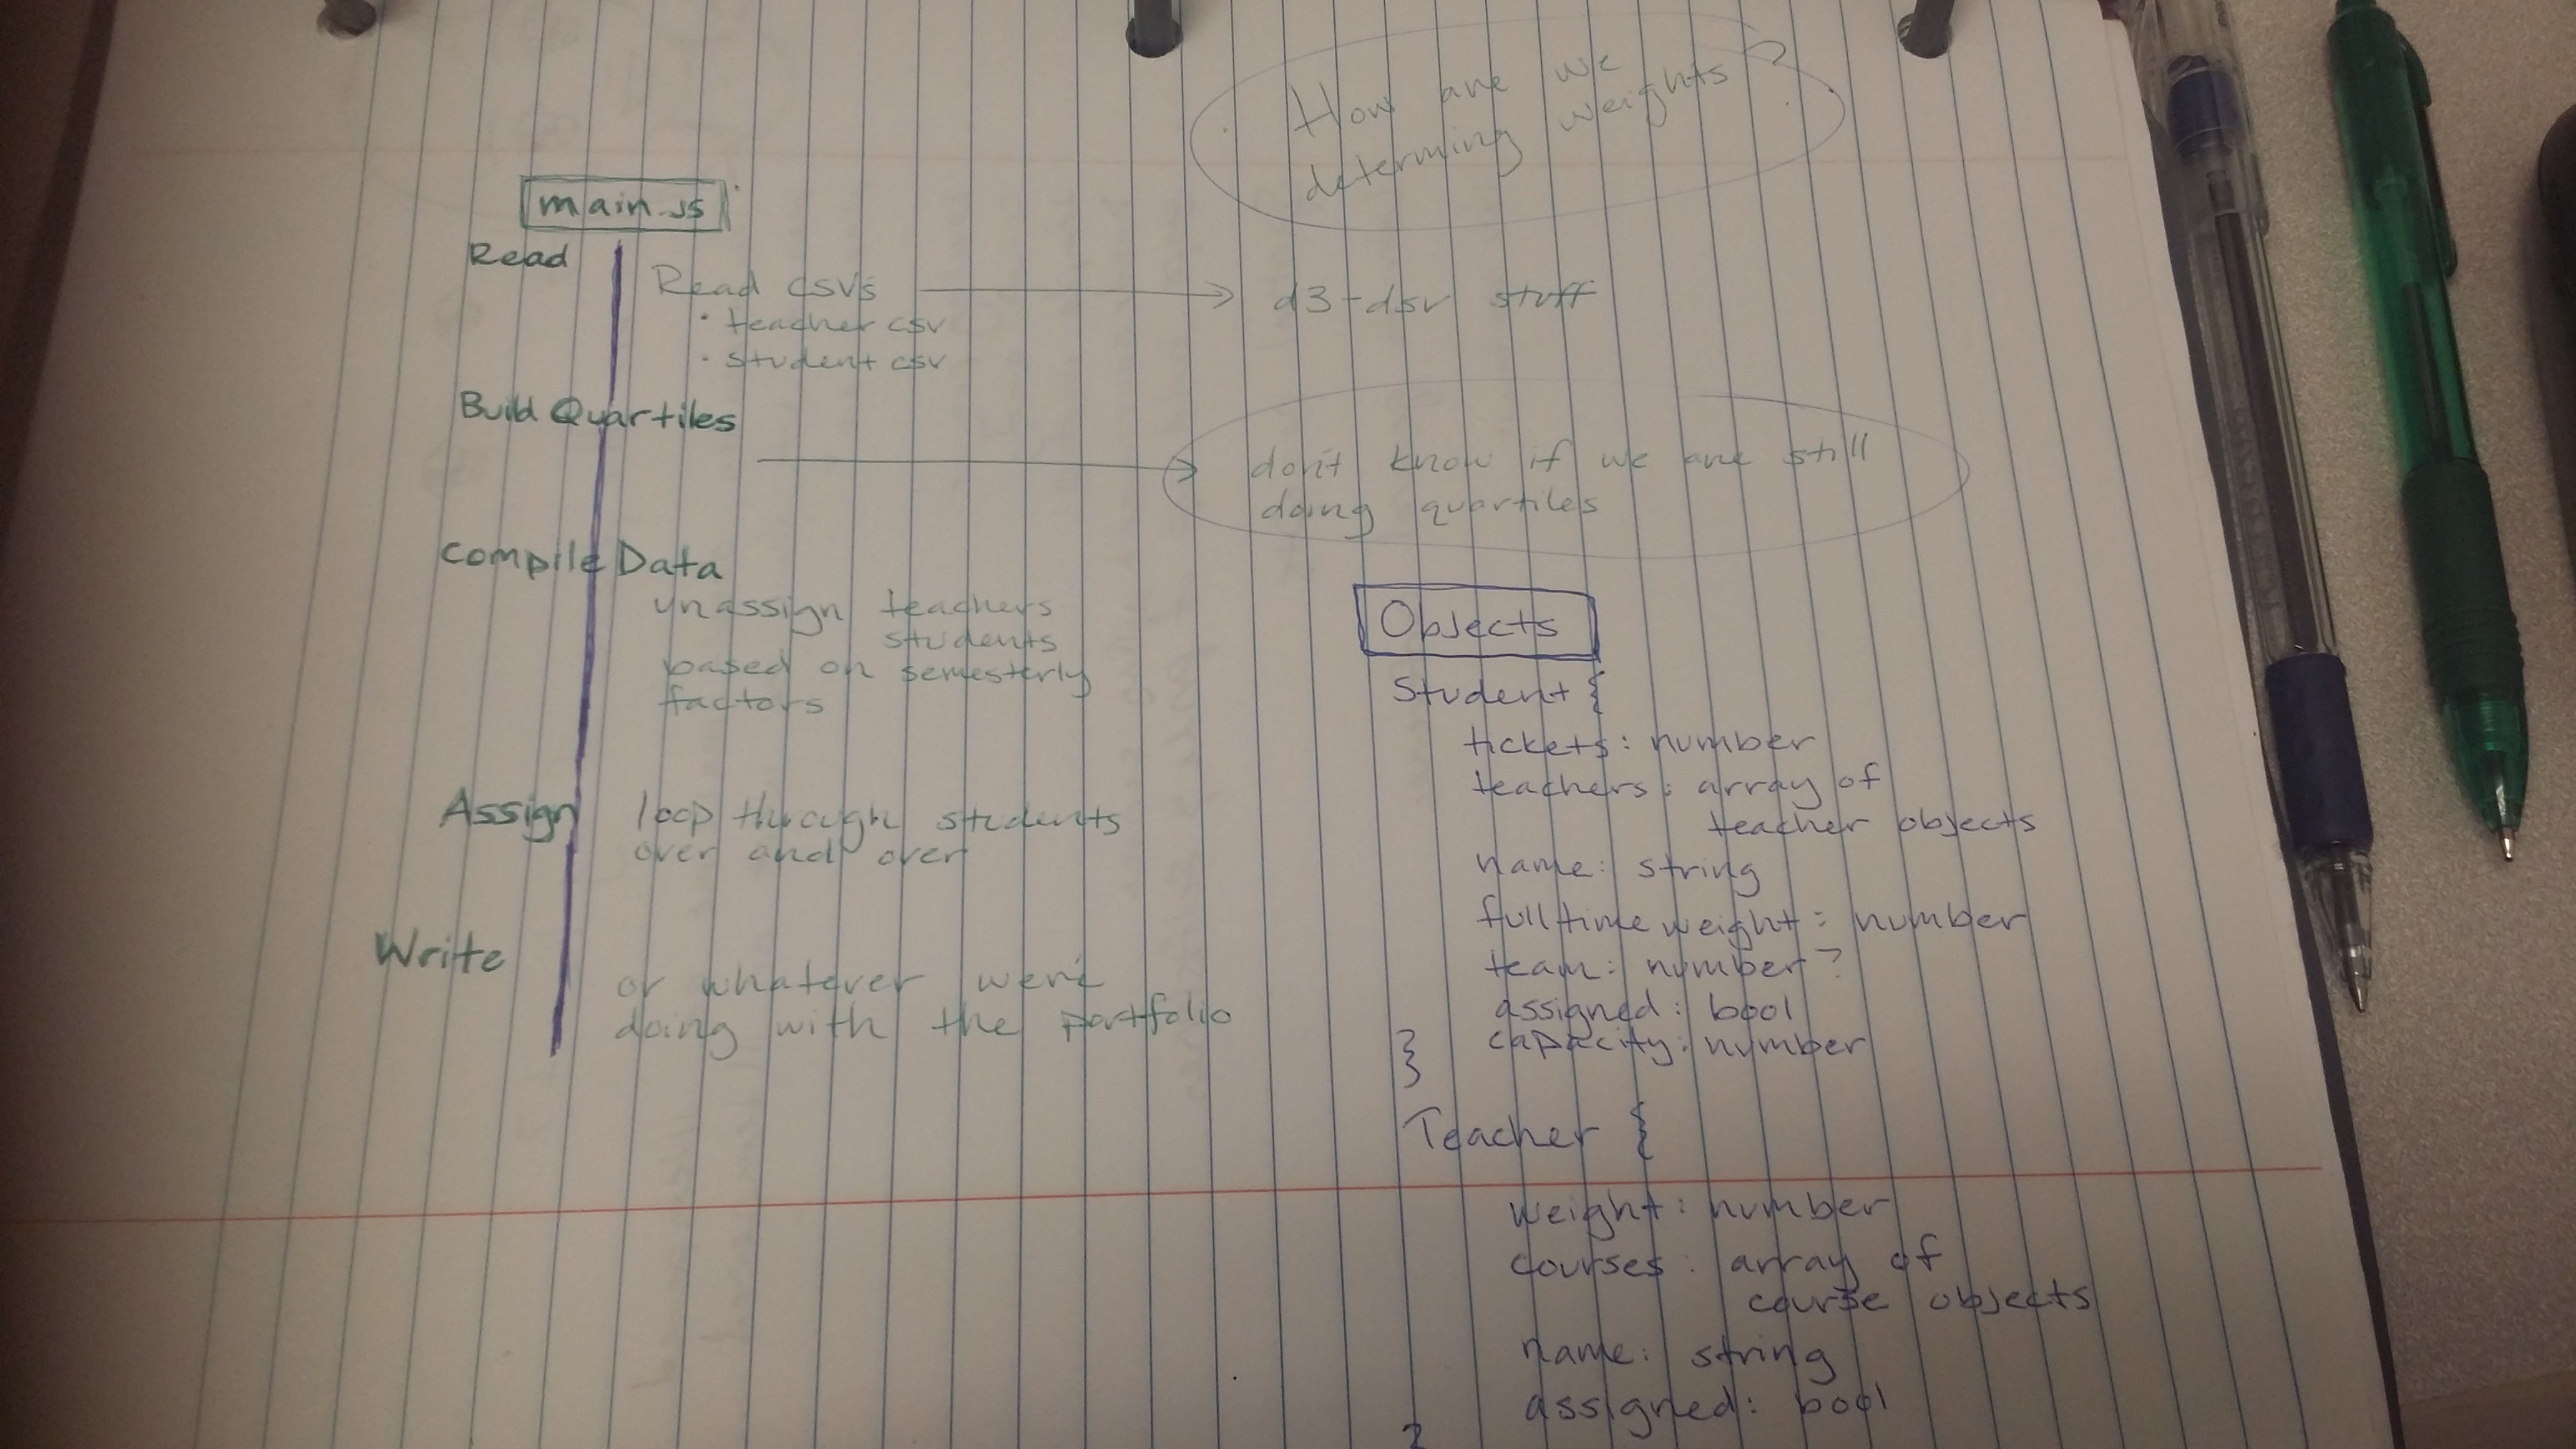 How are we
determing weights ?
main.js
Read
Read csvs
• teacher csv
• student csv
d3-dsv stuff
Build Quartiles
don't know if we are still
doing quartiles
Compile Data
unassign teachers
students
based on semesterly
factors
Assign
loop through students
over and over
Write
or whatever we're
doing with the portfolio
Objects
Student {
tickets: number
teachers: array of
teacher objects
name: string
fulltime weight: number
team: number?
assigned: bool
capacity: number
}
Teacher {
weight: number
courses: array of
course objects
name: string
assigned: bool
}